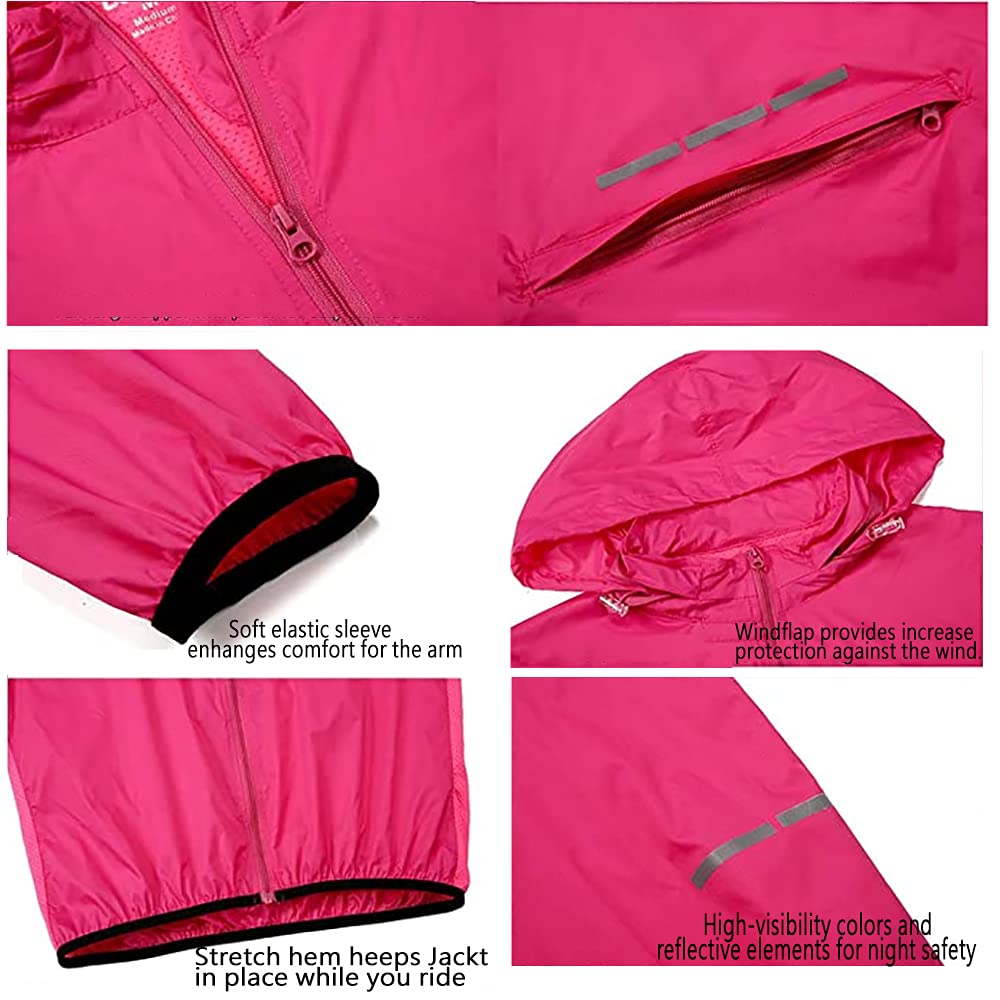 Medium
Soft elastic sleeve
enhances comfort for the arm
Windflap provides increase
protection against the wind.
Stretch hem heeps Jackt
in place while you ride
High-visibility colors and
reflective elements for night safety